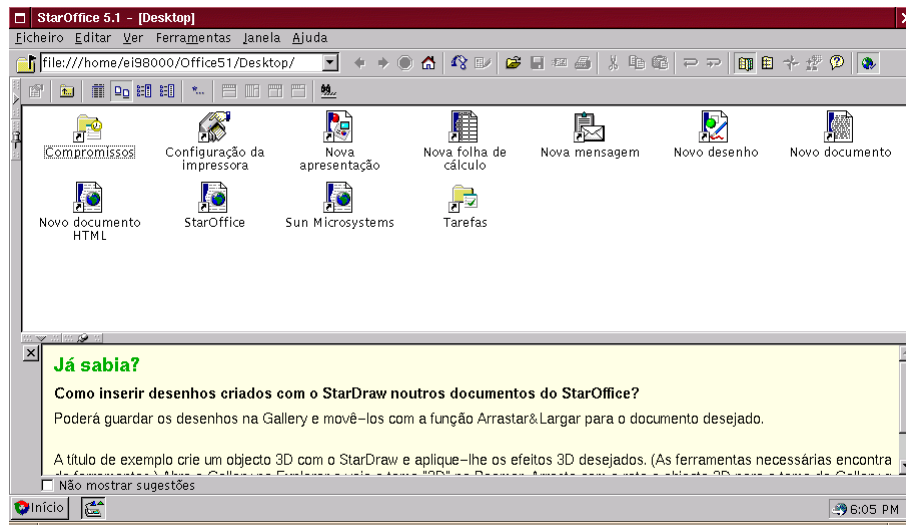 StarOffice 5.1 – [Desktop]
Ficheiro Editar Ver Ferramentas Janela Ajuda
file:///home/ei98000/Office51/Desktop/
Compromissos
Configuração da impressora
Nova apresentação
Nova folha de cálculo
Nova mensagem
Novo desenho
Novo documento
Novo documento HTML
StarOffice
Sun Microsystems
Tarefas
Já sabia?
Como inserir desenhos criados com o StarDraw noutros documentos do StarOffice?
Poderá guardar os desenhos na Gallery e movê–los com a função Arrastar&Largar para o documento desejado.
A título de exemplo crie um objecto 3D com o StarDraw e aplique–lhe os efeitos 3D desejados. (As ferramentas necessárias encontra
Não mostrar sugestões
Início
6:05 PM